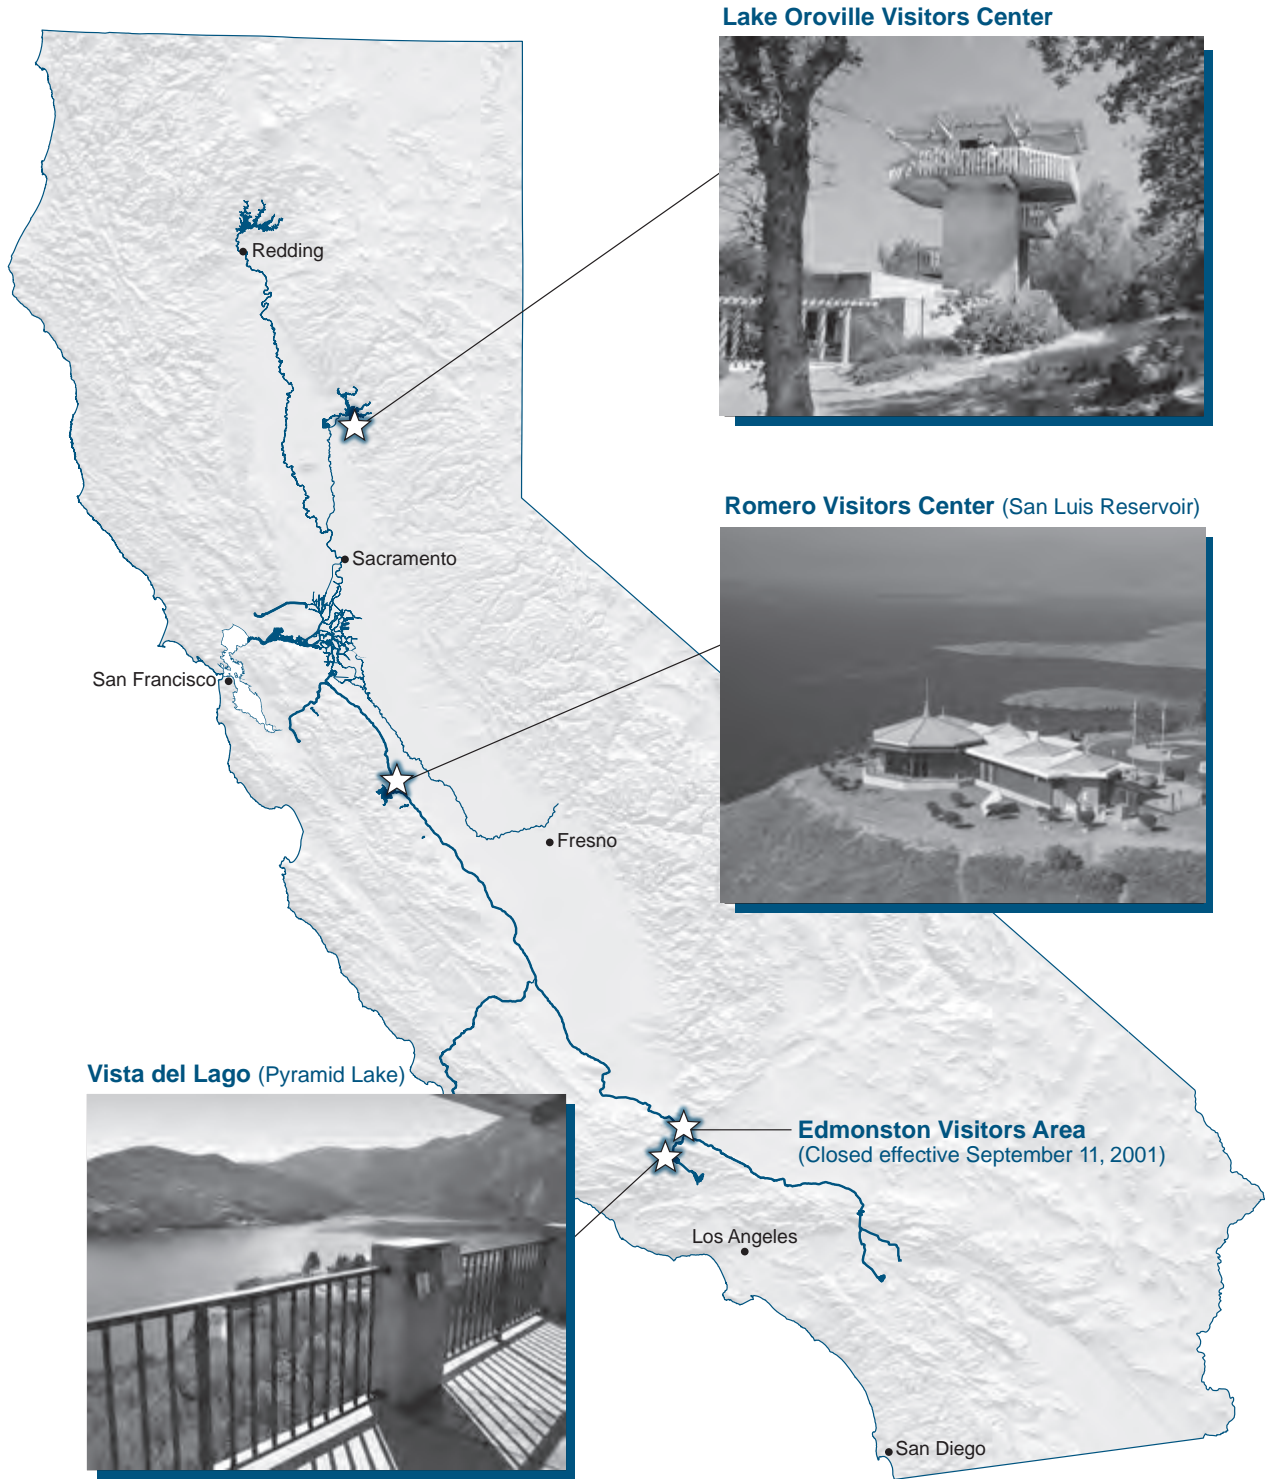 Lake Oroville Visitors Center
Redding
Romero Visitors Center (San Luis Reservoir)
Sacramento
San Francisco
Fresno
Vista del Lago (Pyramid Lake)
Edmonston Visitors Area
(Closed effective September 11, 2001)
Los Angeles
San Diego